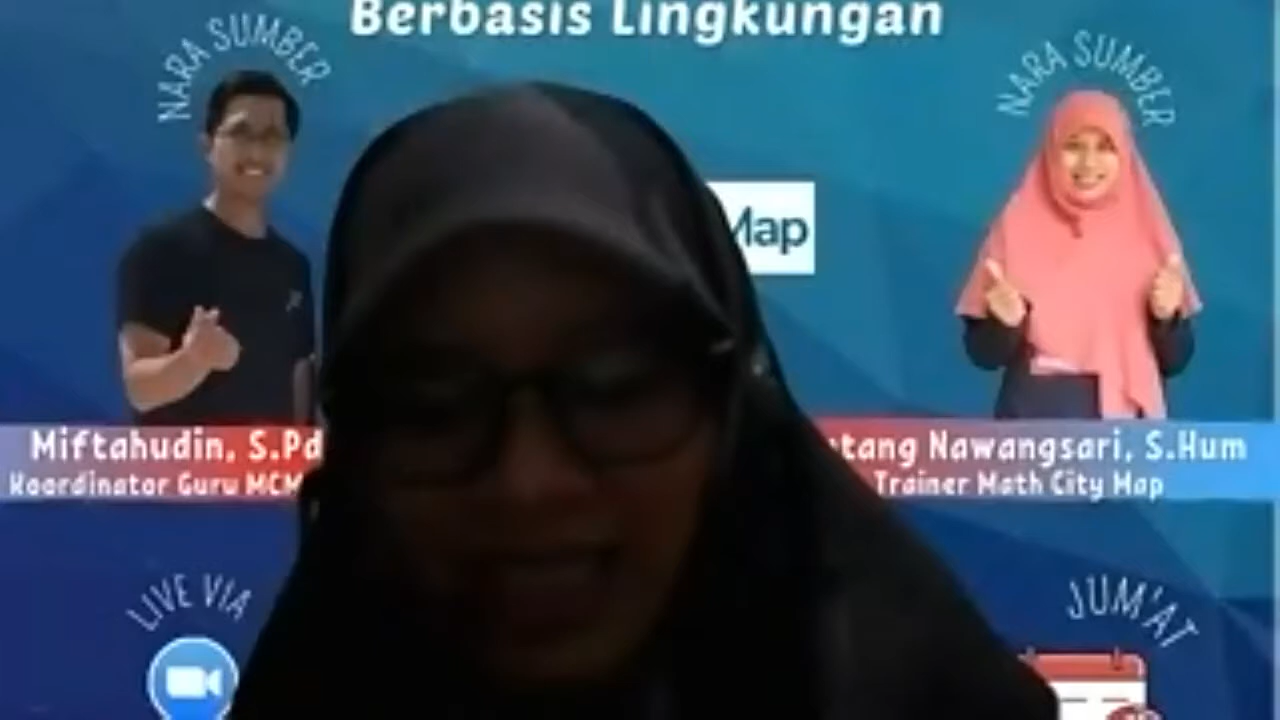 Berbasis Lingkungan
NARA SUMBER
NARA SUMBER
Map
Miftahudin, S.Pd
Koordinator Guru MCM
ntang Nawangsari, S.Hum
Trainer Math City Map
LIVE VIA
JUM'AT